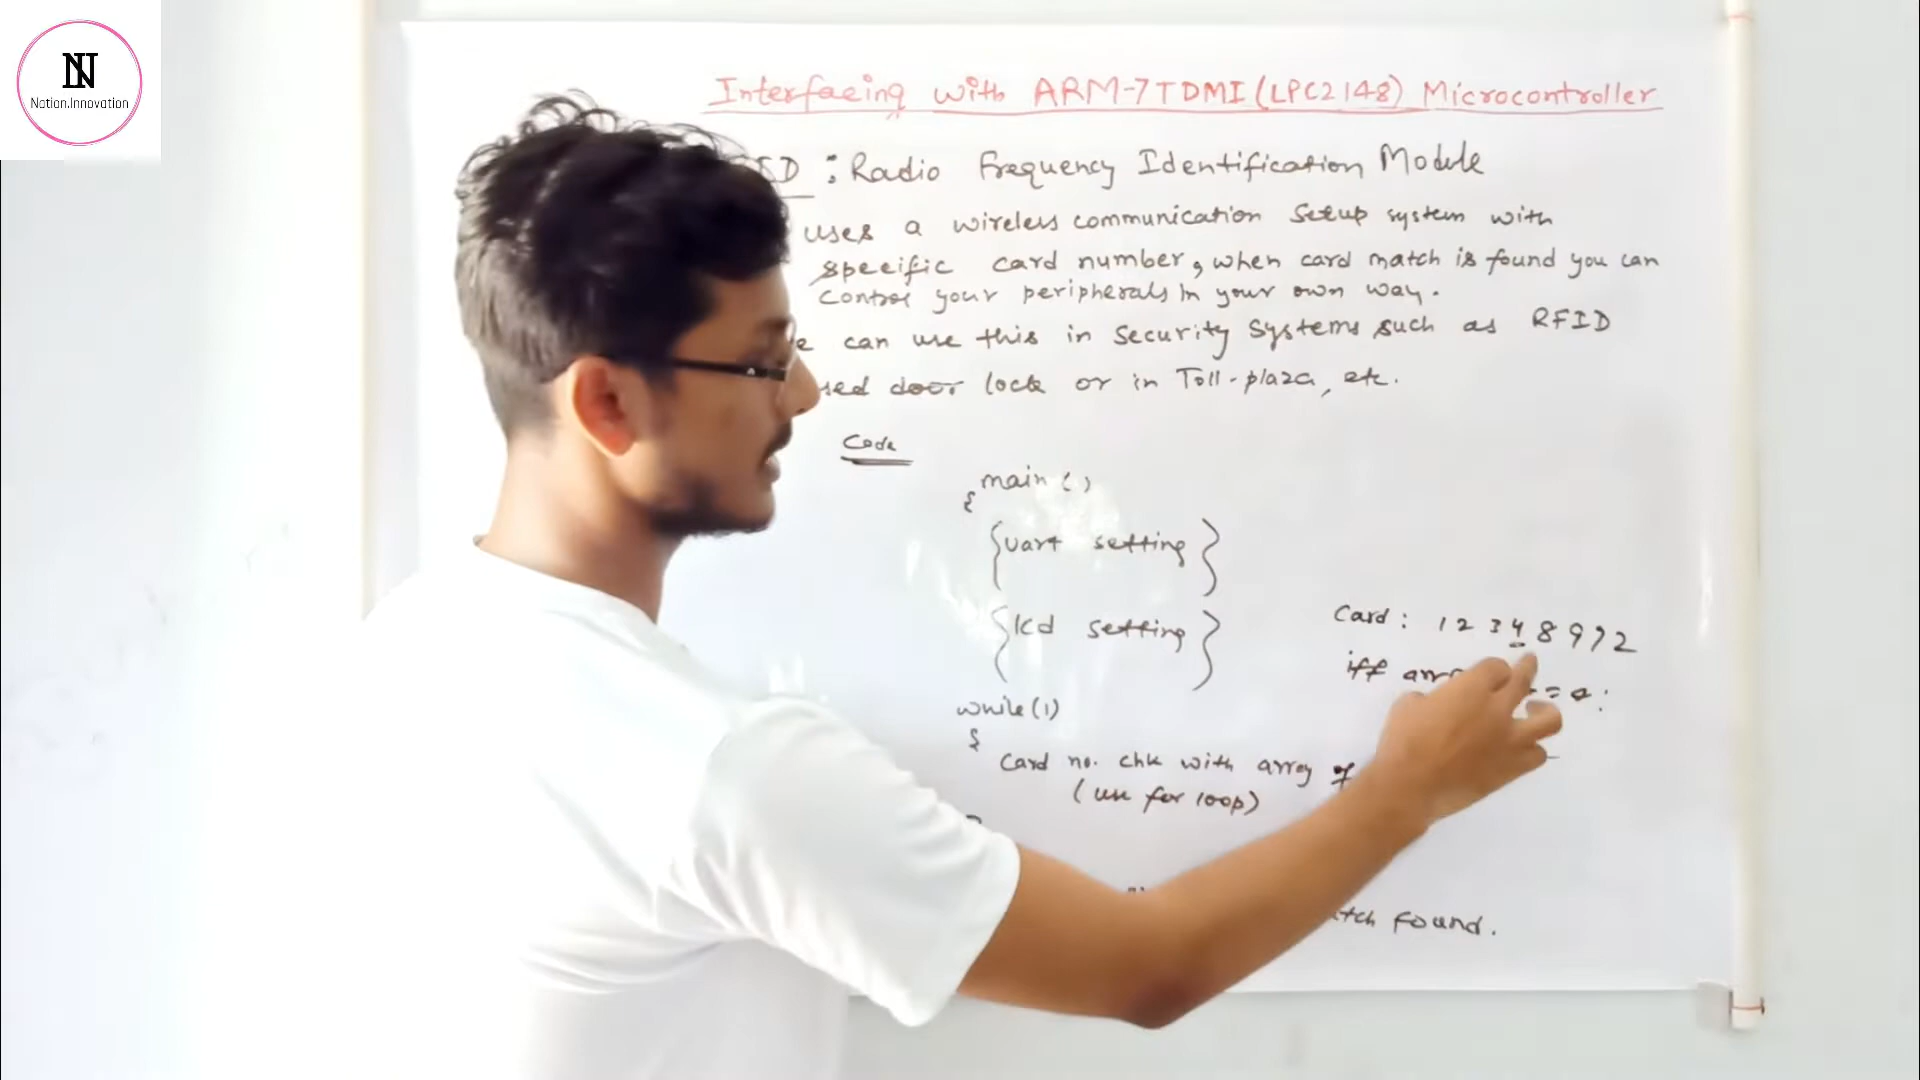 NI
Nation.Innovation
Interfacing with ARM-7TDMI(LPC2148) Microcontroller
: Radio Frequency Identification Module
uses a wireless communication setup system with
specific card number, when card match is found you can
control your peripherals in your own way.
can use this in security systems such as RFID
door lock or in Toll-plaza, etc.
Code
main()
{
{uart setting}
{lcd setting}
Card: 12348972
while(1)
{
Card no. chk with array of
(use for loop)
found.